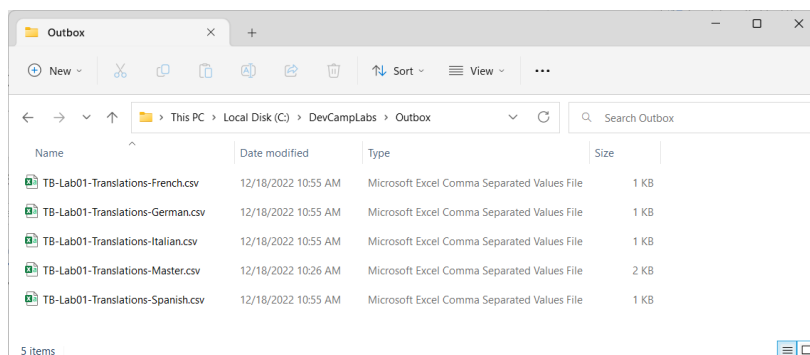 Outbox
New
Sort
View
This PC > Local Disk (C:) > DevCampLabs > Outbox
Search Outbox
Name Date modified Type Size
TB-Lab01-Translations-French.csv 12/18/2022 10:55 AM Microsoft Excel Comma Separated Values File 1 KB
TB-Lab01-Translations-German.csv 12/18/2022 10:55 AM Microsoft Excel Comma Separated Values File 1 KB
TB-Lab01-Translations-Italian.csv 12/18/2022 10:55 AM Microsoft Excel Comma Separated Values File 1 KB
TB-Lab01-Translations-Master.csv 12/18/2022 10:26 AM Microsoft Excel Comma Separated Values File 2 KB
TB-Lab01-Translations-Spanish.csv 12/18/2022 10:55 AM Microsoft Excel Comma Separated Values File 1 KB
5 items